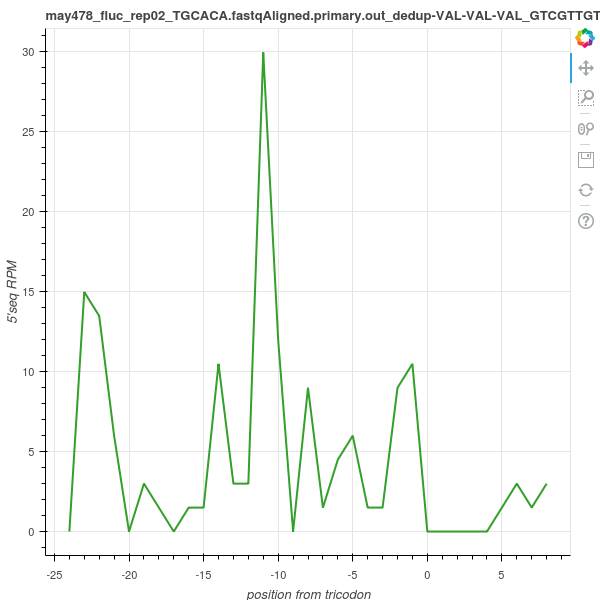 may478_fluc_rep02_TGCACA.fastqAligned.primary.out_dedup-VAL-VAL-VAL_GTCGTTGT
30
25
20
15
10
5
0
5'seq RPM
-25 -20 -15 -10 -5 0 5
position from tricodon